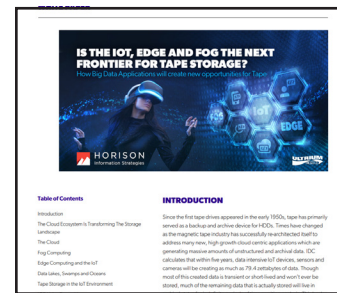 IS THE IOT, EDGE AND FOG THE NEXT
FRONTIER FOR TAPE STORAGE?
How Big Data Applications will create new opportunities for Tape
IoT
EDGE
HORISON
Information Strategies
ULTRIUM
Table of Contents
Introduction
The Cloud Ecosystem Is Transforming The Storage
Landscape
The Cloud
Fog Computing
Edge Computing and the IoT
Data Lakes, Swamps and Oceans
Tape Storage in the IoT Environment
INTRODUCTION
Since the first tape drives appeared in the early 1950s, tape has primarily
served as a backup and archive device for HDDs. Times have changed
as the magnetic tape industry has successfully re-architected itself to
address many new, high growth cloud centric applications which are
generating massive amounts of unstructured and archival data. IDC
calculates that within five years, data intensive IoT devices, sensors and
cameras will be creating as much as 79.4 zettabytes of data. Though
most of this created data is transient or short-lived and won't ever be
stored, much of the remaining data that is actually stored will live in